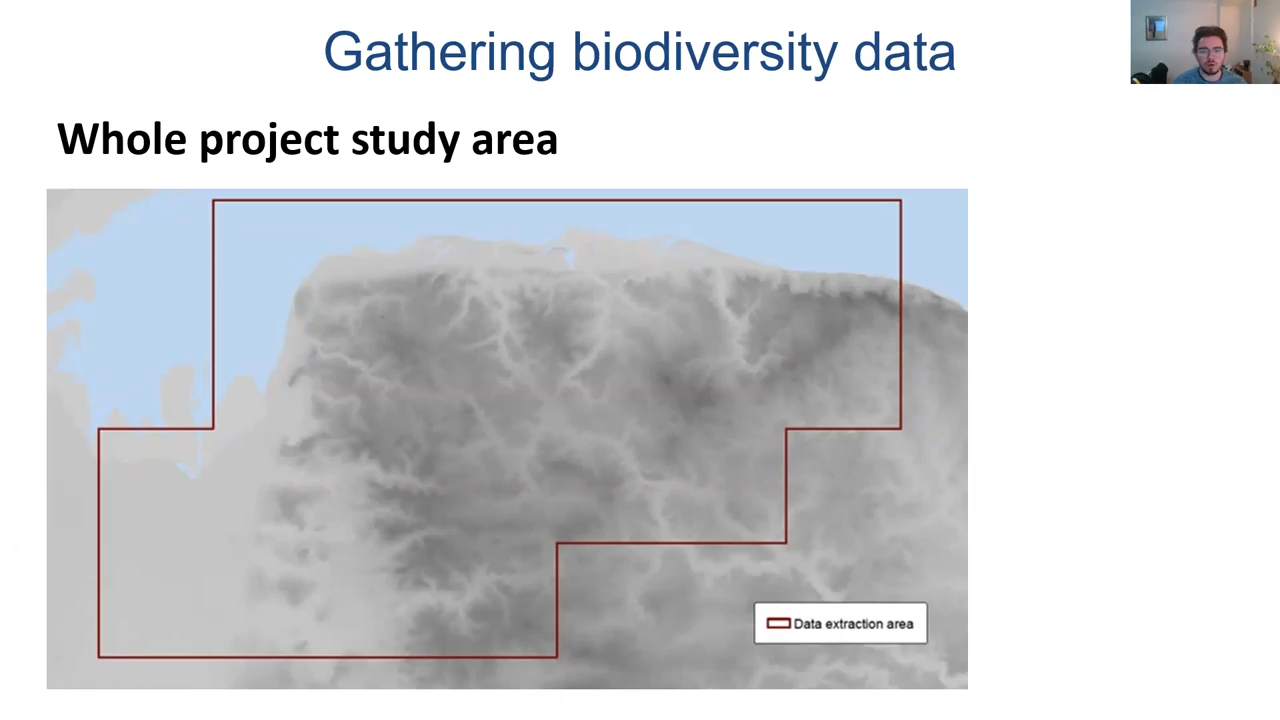 Gathering biodiversity data
Whole project study area
Data extraction area